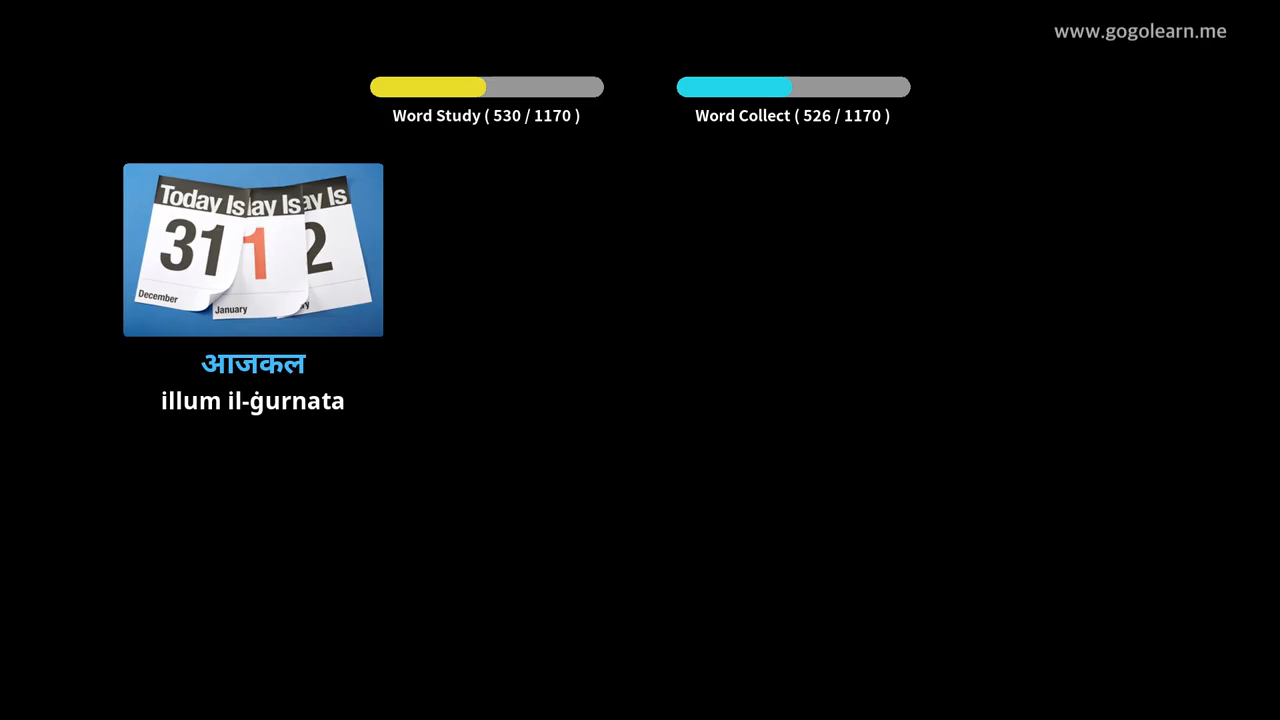 www.gogolearn.me
Word Study ( 530 / 1170 )
Word Collect ( 526 / 1170 )
Today Is
ay Is
ay Is
31
1
2
December
January
आजकल
illum il-ġurnata